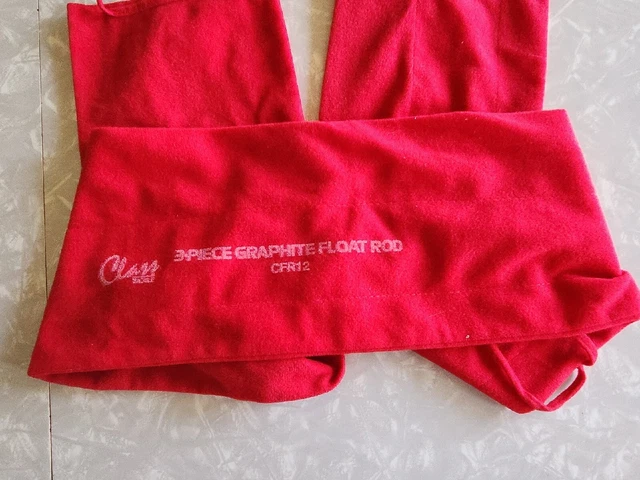 3-PIECE GRAPHITE FLOAT ROD
Class
CFR12